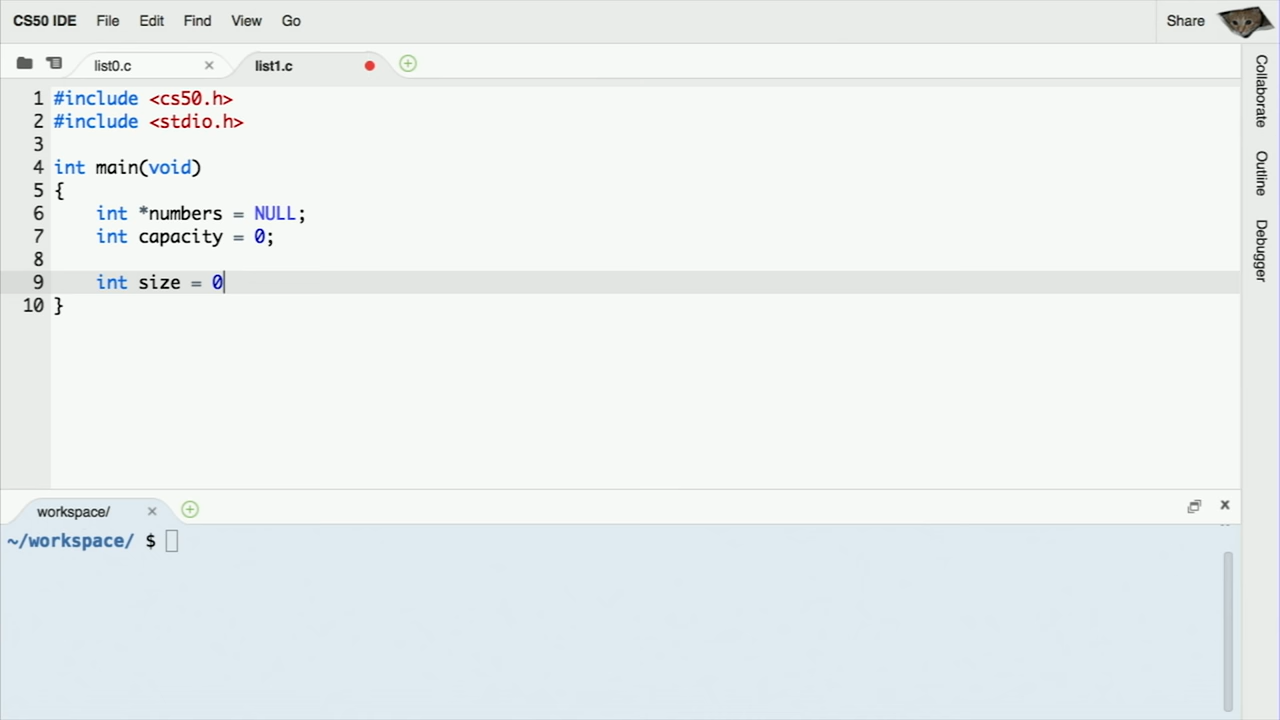 CS50 IDE File Edit Find View Go Share
list0.c list1.c
1 #include <cs50.h>
2 #include <stdio.h>
3
4 int main(void)
5 {
6     int *numbers = NULL;
7     int capacity = 0;
8
9     int size = 0
10 }
Collaborate
Outline
Debugger
workspace/
~/workspace/ $